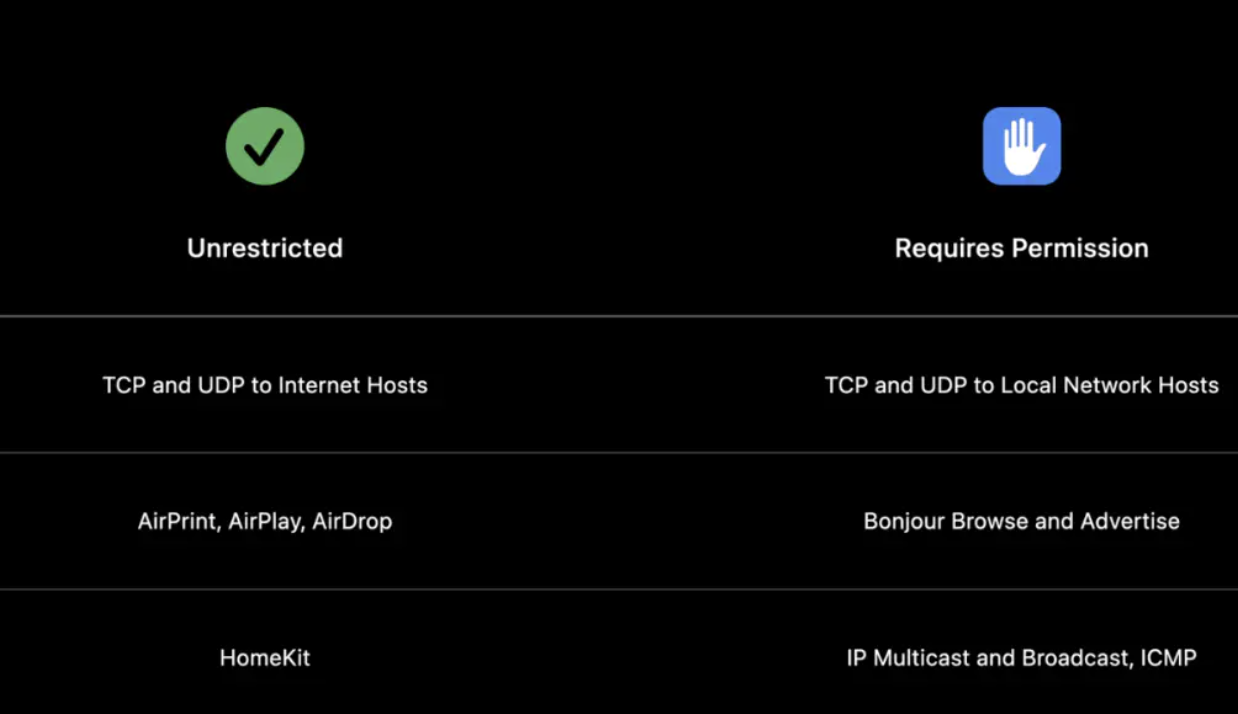 Unrestricted
Requires Permission
TCP and UDP to Internet Hosts
TCP and UDP to Local Network Hosts
AirPrint, AirPlay, AirDrop
Bonjour Browse and Advertise
HomeKit
IP Multicast and Broadcast, ICMP